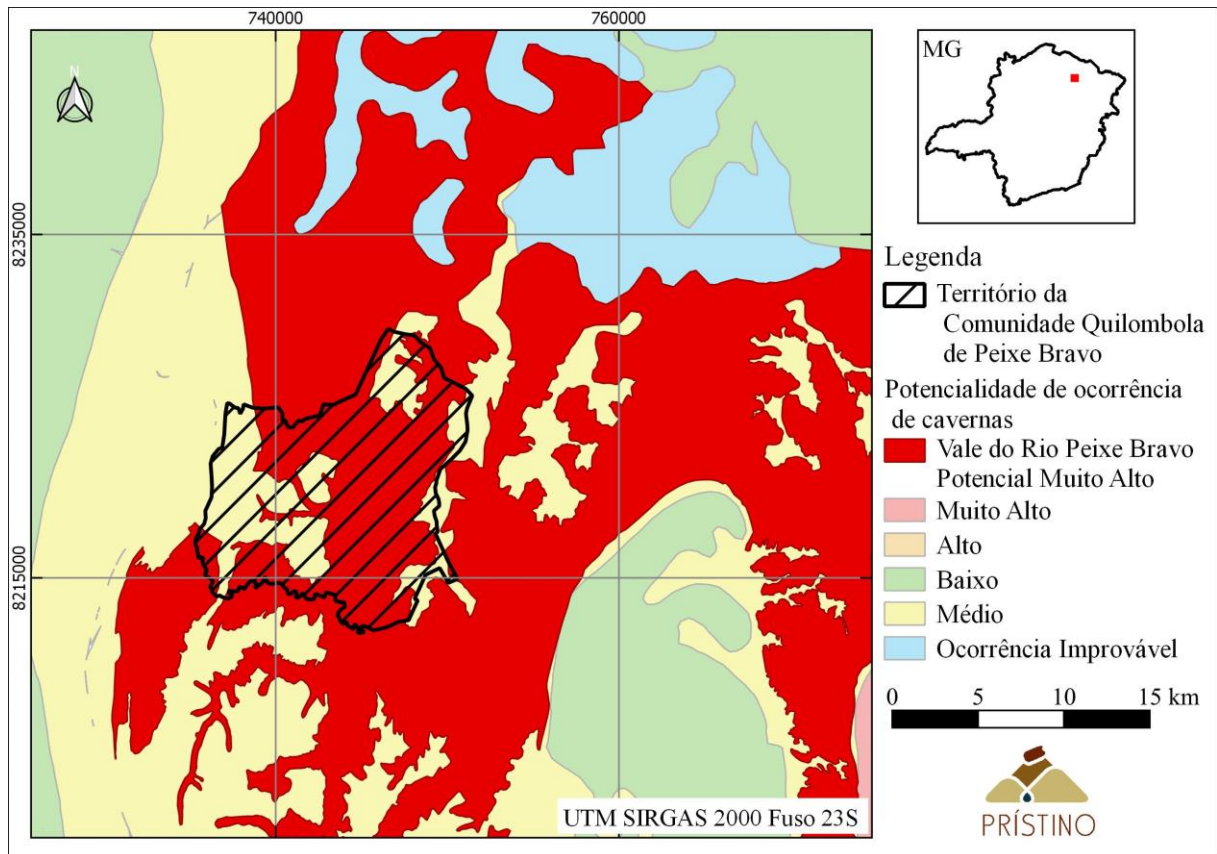 740000
760000
N
8235000
8215000
UTM SIRGAS 2000 Fuso 23S
MG
Legenda
Território da
Comunidade Quilombola
de Peixe Bravo
Potencialidade de ocorrência
de cavernas
Vale do Rio Peixe Bravo
Potencial Muito Alto
Muito Alto
Alto
Baixo
Médio
Ocorrência Improvável
0 5 10 15 km
PRÍSTINO